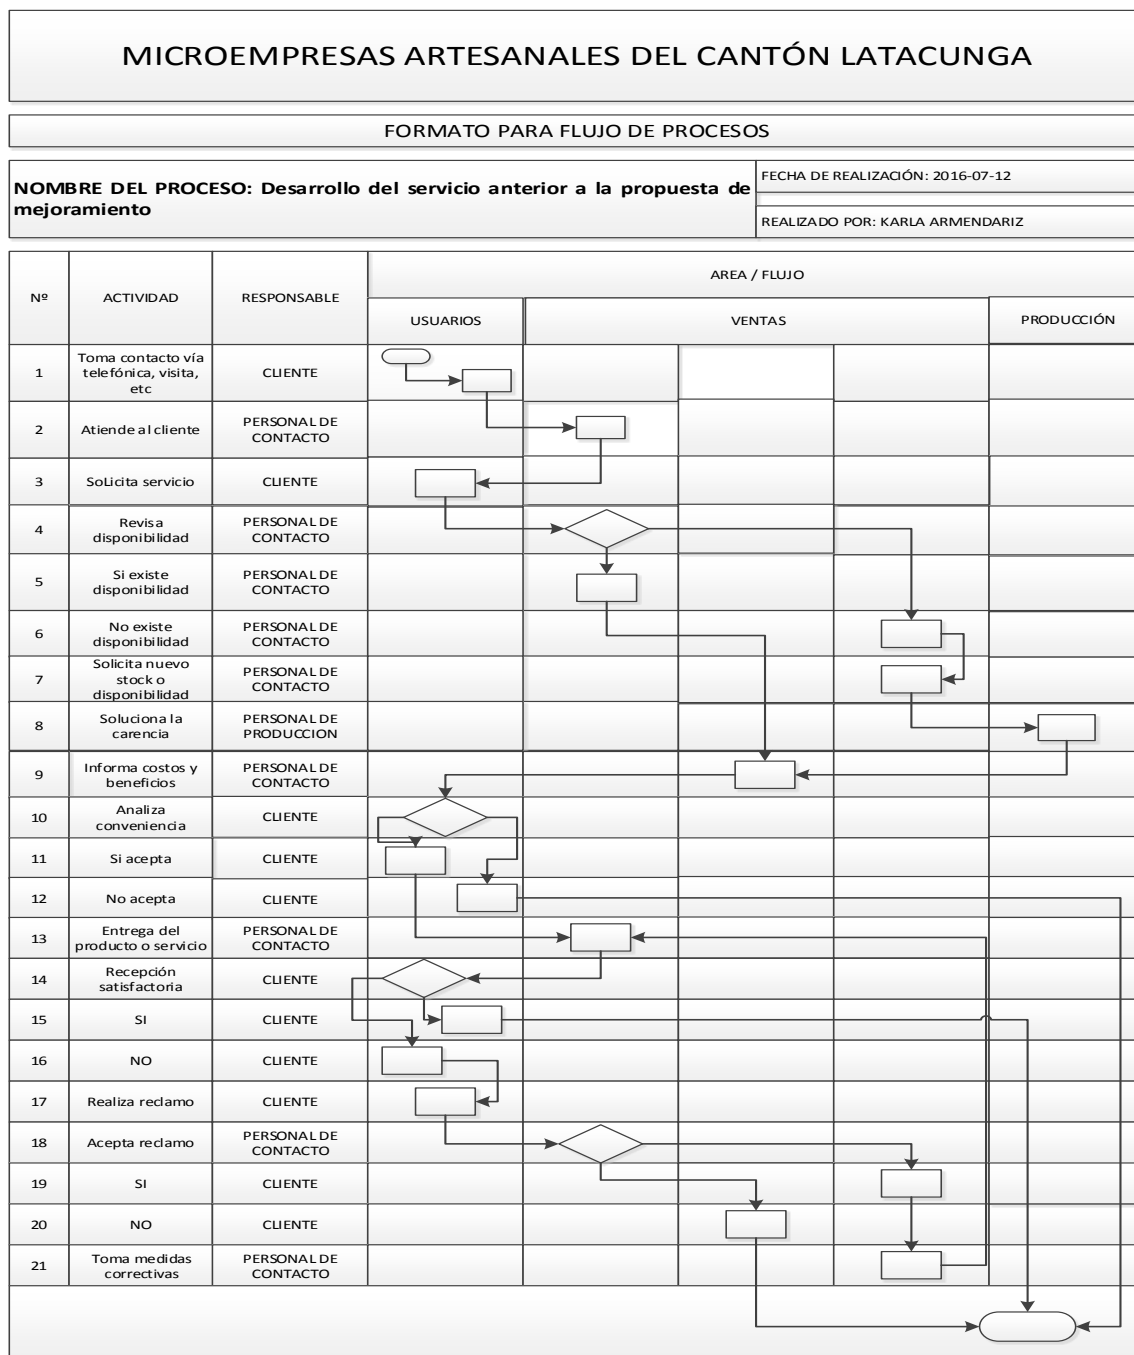 MICROEMPRESAS ARTESANALES DEL CANTÓN LATACUNGA
FORMATO PARA FLUJO DE PROCESOS
NOMBRE DEL PROCESO: Desarrollo del servicio anterior a la propuesta de
mejoramiento
FECHA DE REALIZACIÓN: 2016-07-12
REALIZADO POR: KARLA ARMENDARIZ
Nº
ACTIVIDAD
RESPONSABLE
AREA / FLUJO
USUARIOS
VENTAS
PRODUCCIÓN
1
Toma contacto vía
telefónica, visita,
etc
CLIENTE
2
Atiende al cliente
PERSONAL DE
CONTACTO
3
SoLicita servicio
CLIENTE
4
Revisa
disponibilidad
PERSONAL DE
CONTACTO
5
Si existe
disponibilidad
PERSONAL DE
CONTACTO
6
No existe
disponibilidad
PERSONAL DE
CONTACTO
7
Solicita nuevo
stock o
disponibilidad
PERSONAL DE
CONTACTO
8
Soluciona la
carencia
PERSONAL DE
PRODUCCION
9
Informa costos y
beneficios
PERSONAL DE
CONTACTO
10
Analiza
conveniencia
CLIENTE
11
Si acepta
CLIENTE
12
No acepta
CLIENTE
13
Entrega del
producto o servicio
PERSONAL DE
CONTACTO
14
Recepción
satisfactoria
CLIENTE
15
SI
CLIENTE
16
NO
CLIENTE
17
Realiza reclamo
CLIENTE
18
Acepta reclamo
PERSONAL DE
CONTACTO
19
SI
CLIENTE
20
NO
CLIENTE
21
Toma medidas
correctivas
PERSONAL DE
CONTACTO